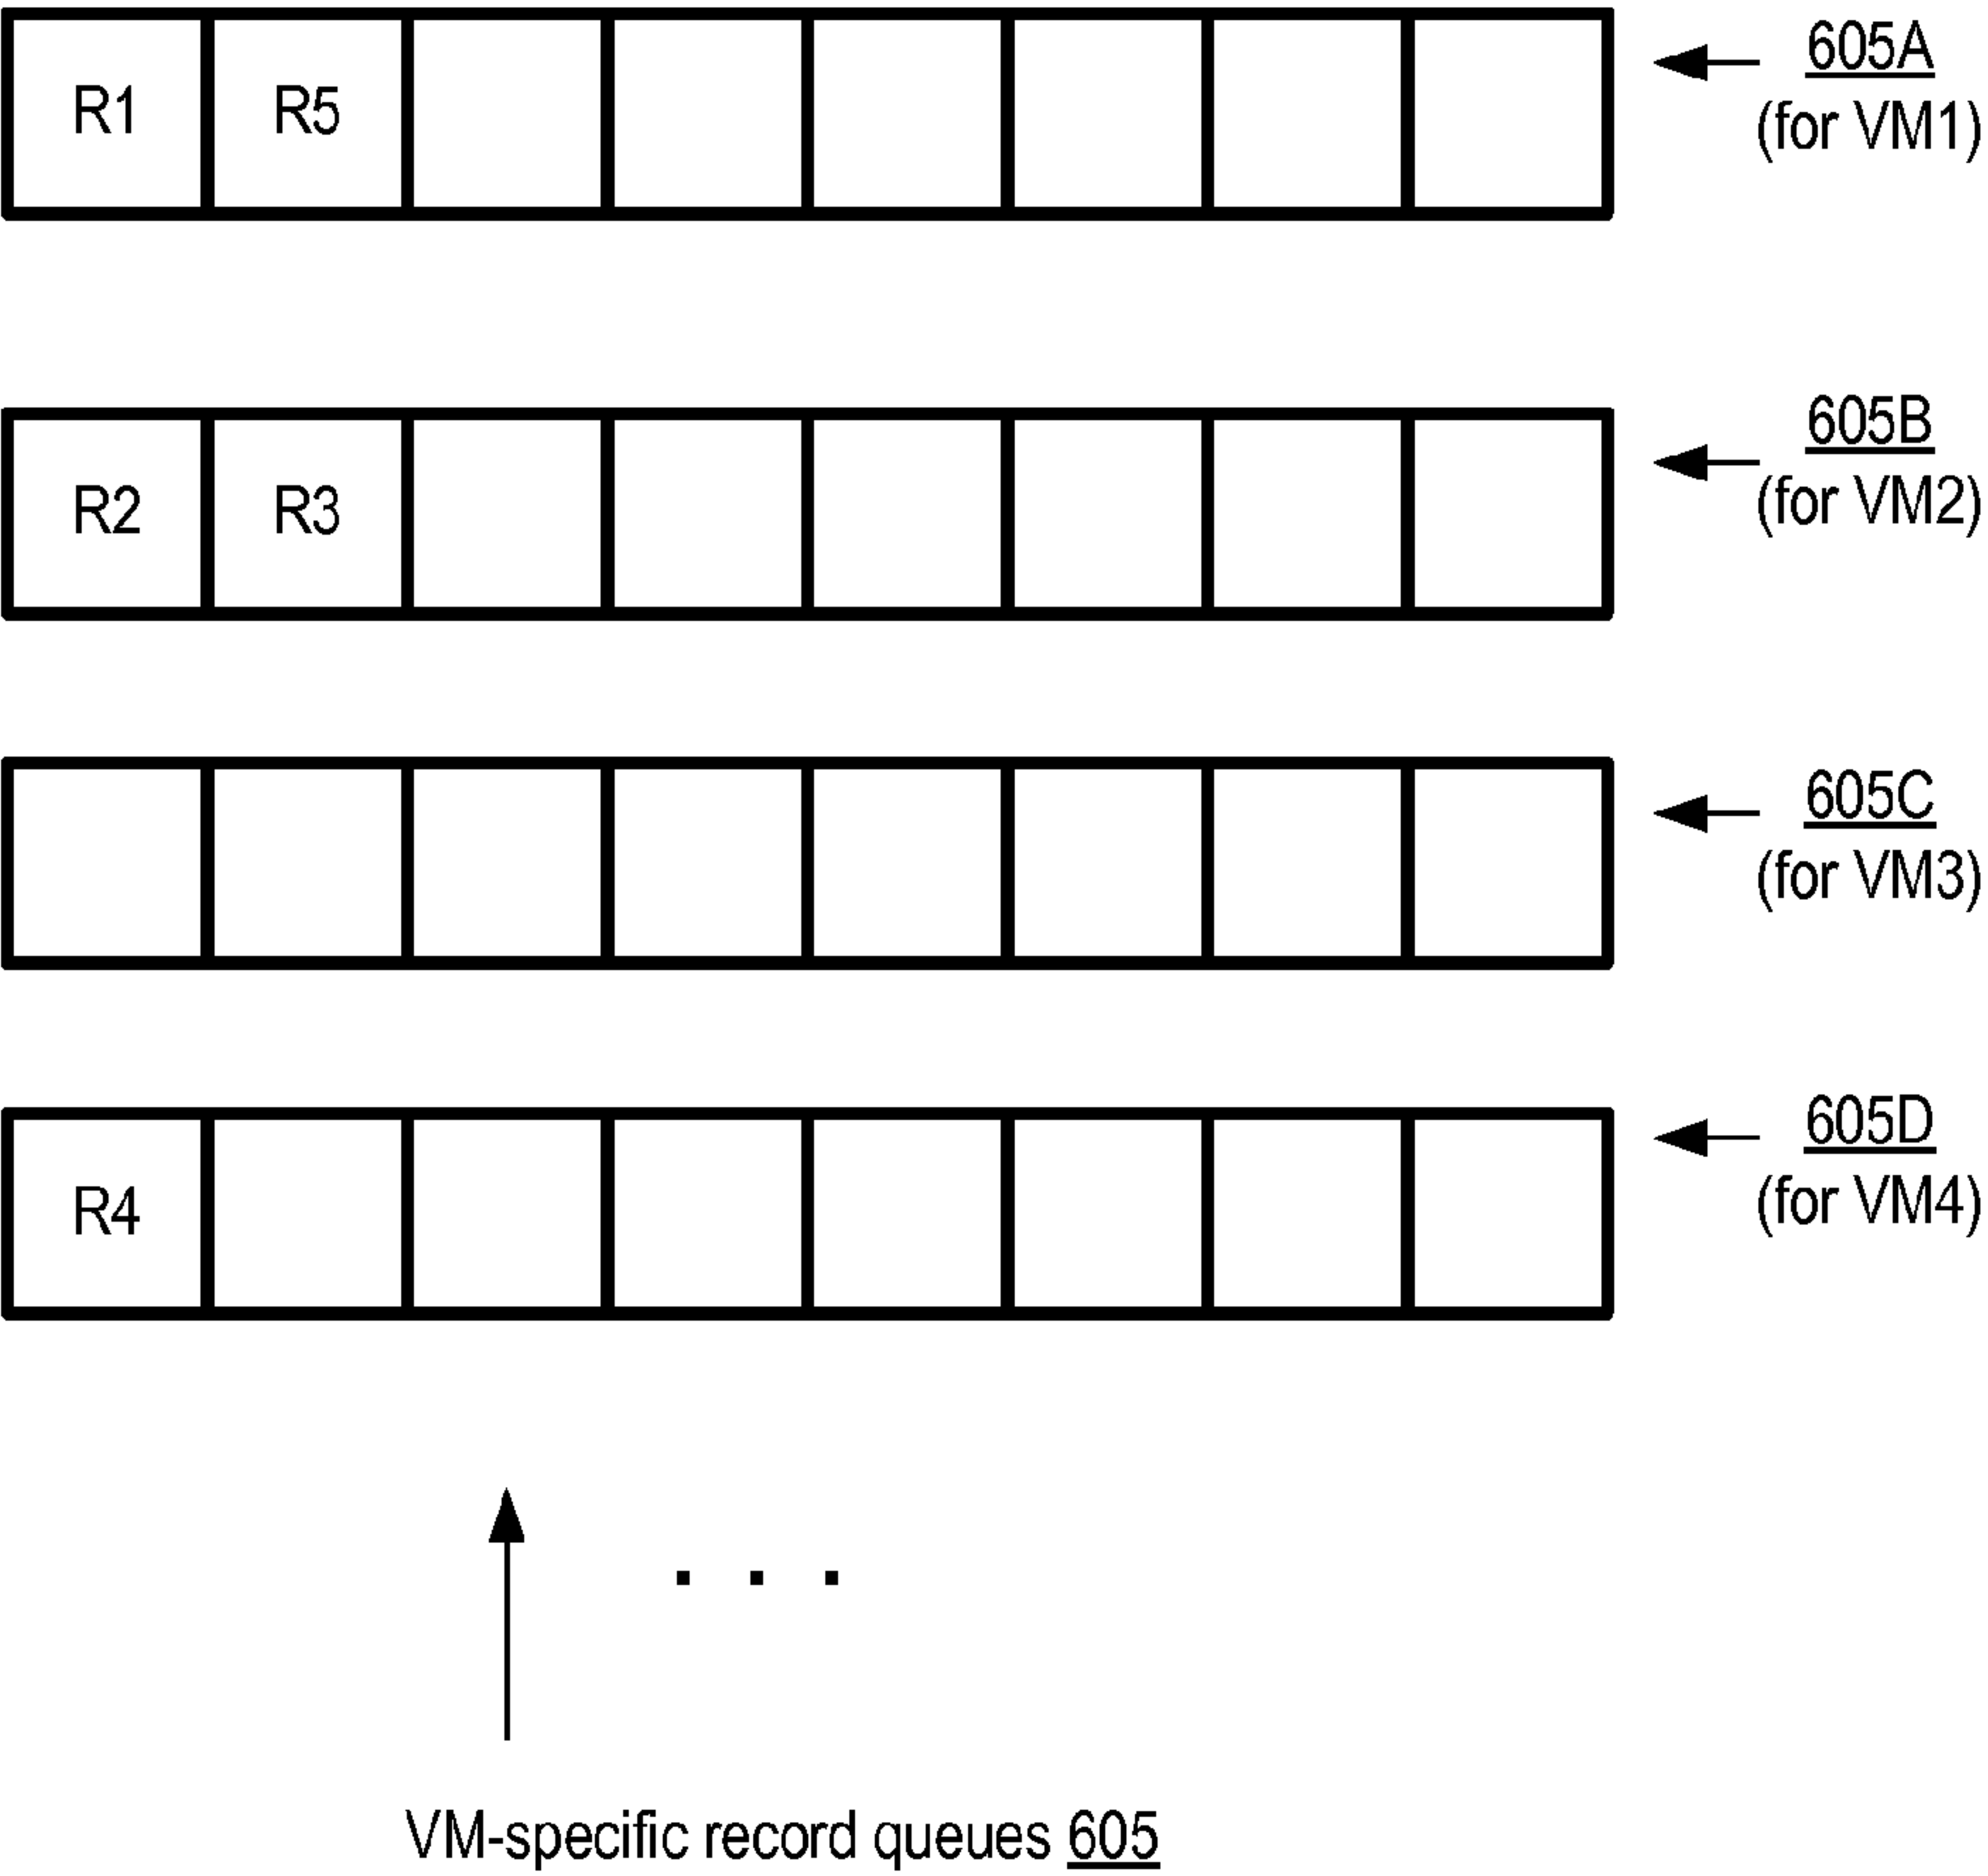 605A
R1 R5
(for VM1)
605B
R2 R3
(for VM2)
605C
(for VM3)
605D
R4
(for VM4)
. . .
VM-specific record queues 605